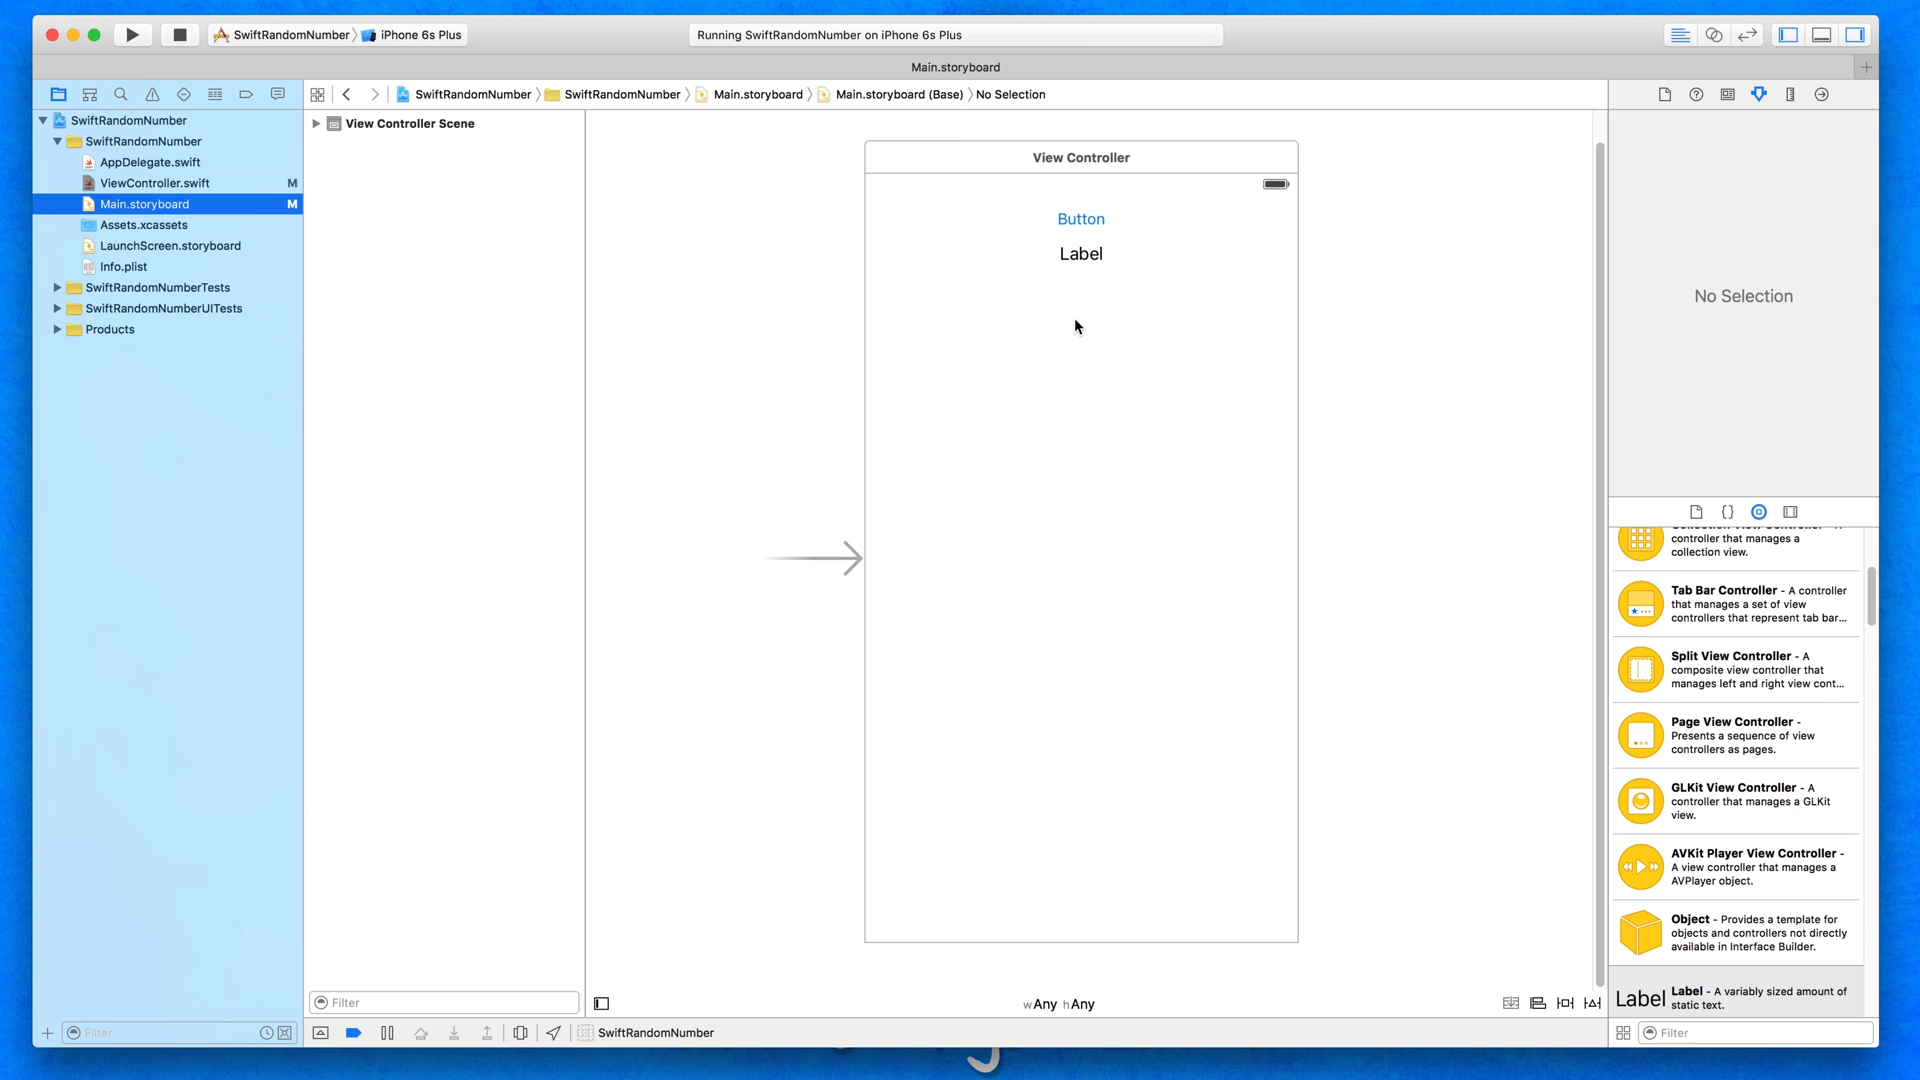 SwiftRandomNumber
iPhone 6s Plus
Running SwiftRandomNumber on iPhone 6s Plus
Main.storyboard
SwiftRandomNumber
SwiftRandomNumber
Main.storyboard
Main.storyboard (Base)
No Selection
SwiftRandomNumber
SwiftRandomNumber
AppDelegate.swift
ViewController.swift M
Main.storyboard M
Assets.xcassets
LaunchScreen.storyboard
Info.plist
SwiftRandomNumberTests
SwiftRandomNumberUITests
Products
Filter
View Controller Scene
Filter
View Controller
Button
Label
wAny hAny
SwiftRandomNumber
No Selection
controller that manages a
collection view.
Tab Bar Controller - A controller
that manages a set of view
controllers that represent tab bar...
Split View Controller - A
composite view controller that
manages left and right view cont...
Page View Controller -
Presents a sequence of view
controllers as pages.
GLKit View Controller - A
controller that manages a GLKit
view.
AVKit Player View Controller -
A view controller that manages a
AVPlayer object.
Object - Provides a template for
objects and controllers not directly
available in Interface Builder.
Label
Label - A variably sized amount of
static text.
Filter